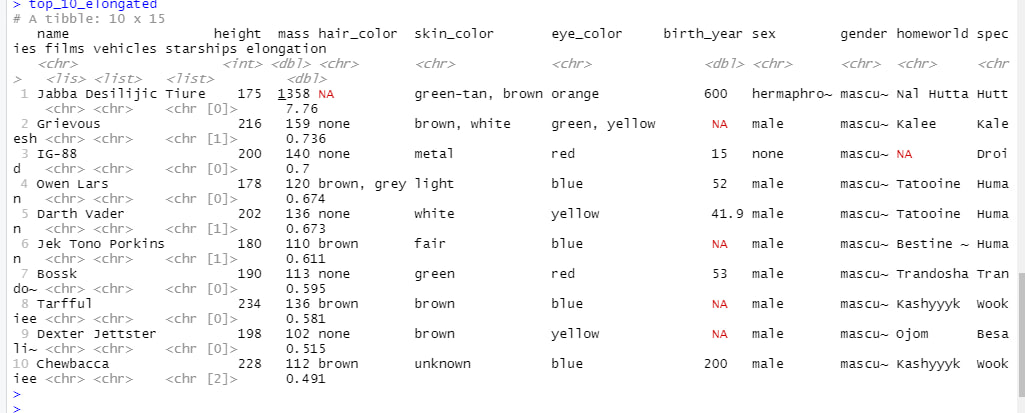 > top_10_elongated
# A tibble: 10 x 15
name height mass hair_color skin_color eye_color birth_year sex gender homeworld spec
ies films vehicles starships elongation
<chr> <int> <dbl> <chr> <chr> <chr> <dbl> <chr> <chr> <chr> <chr
> <lis> <list> <list> <dbl>
1 Jabba Desilijic Tiure 175 1358 NA green-tan, brown orange 600 hermaphro~ mascu~ Nal Hutta Hutt
<chr> <chr> <chr [0]> 7.76
2 Grievous 216 159 none brown, white green, yellow NA male mascu~ Kalee Kale
esh <chr> <chr> <chr [1]> 0.736
3 IG-88 200 140 none metal red 15 none mascu~ NA Droi
d <chr> <chr> <chr [0]> 0.7
4 Owen Lars 178 120 brown, grey light blue 52 male mascu~ Tatooine Huma
n <chr> <chr> <chr [0]> 0.674
5 Darth Vader 202 136 none white yellow 41.9 male mascu~ Tatooine Huma
n <chr> <chr> <chr [1]> 0.673
6 Jek Tono Porkins 180 110 brown fair blue NA male mascu~ Bestine ~ Huma
n <chr> <chr> <chr [1]> 0.611
7 Bossk 190 113 none green red 53 male mascu~ Trandosha Tran
do~ <chr> <chr> <chr [0]> 0.595
8 Tarfful 234 136 brown brown blue NA male mascu~ Kashyyyk Wook
iee <chr> <chr> <chr [0]> 0.581
9 Dexter Jettster 198 102 none brown yellow NA male mascu~ Ojom Besa
li~ <chr> <chr> <chr [0]> 0.515
10 Chewbacca 228 112 brown unknown blue 200 male mascu~ Kashyyyk Wook
iee <chr> <chr> <chr [2]> 0.491
>
>